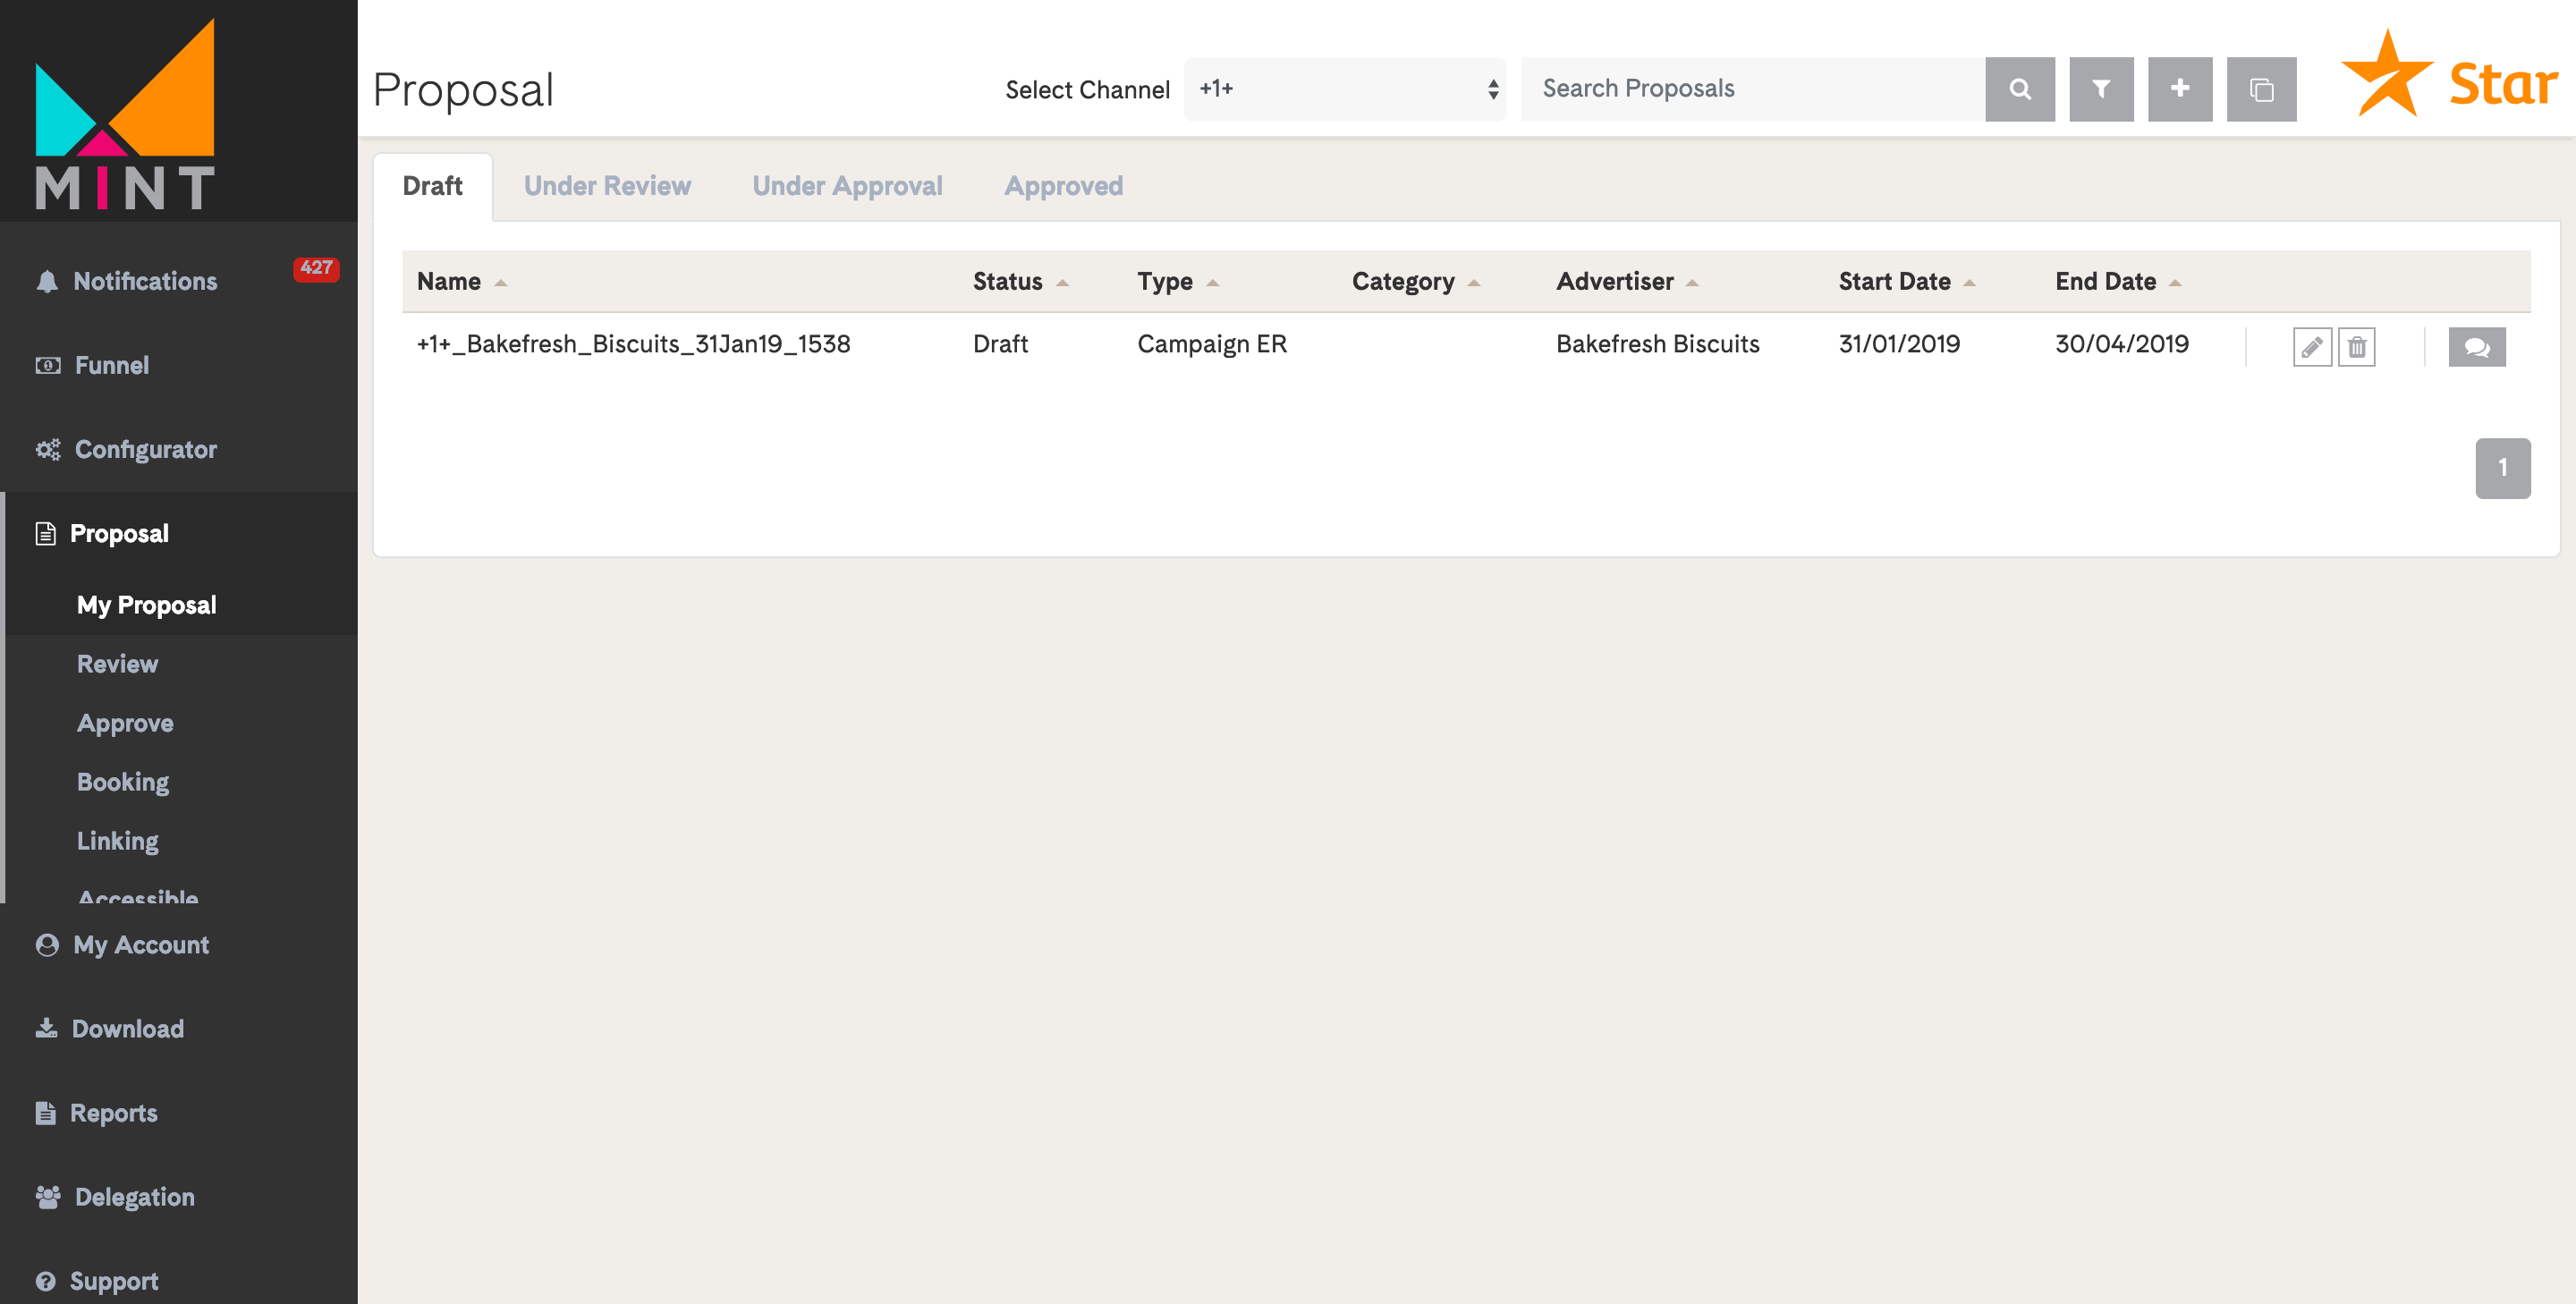 MINT
Notifications 427
Funnel
Configurator
Proposal
My Proposal
Review
Approve
Booking
Linking
Accessible
My Account
Download
Reports
Delegation
Support
Proposal
Select Channel +1+ Search Proposals
Star
Draft Under Review Under Approval Approved
Name Status Type Category Advertiser Start Date End Date
+1+_Bakefresh_Biscuits_31Jan19_1538 Draft Campaign ER Bakefresh Biscuits 31/01/2019 30/04/2019
1